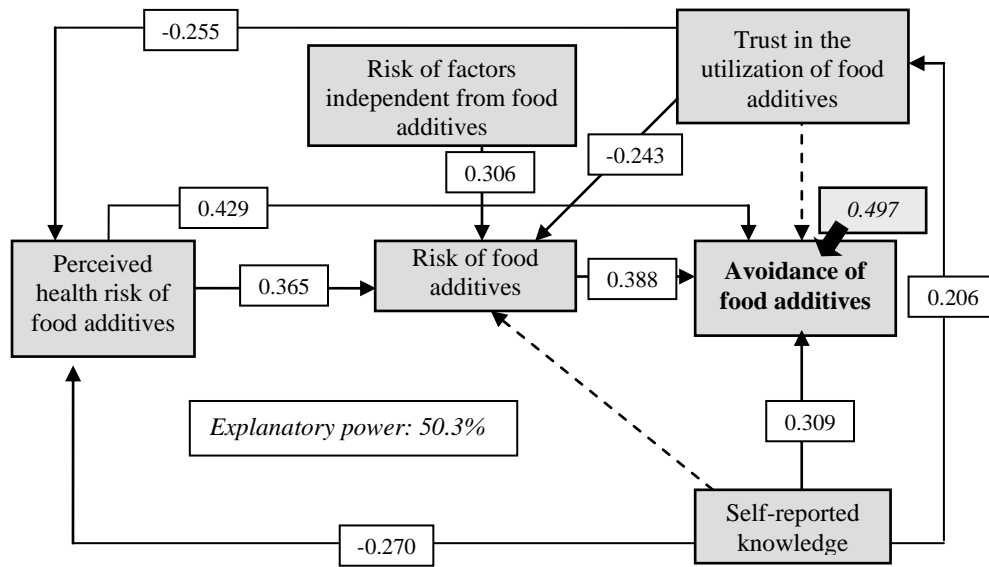 -0.255
Trust in the
utilization of food
additives
Risk of factors
independent from food
additives
-0.243
0.306
0.429
0.497
Perceived
health risk of
food additives
0.365
Risk of food
additives
0.388
Avoidance of
food additives
0.206
Explanatory power: 50.3%
0.309
Self-reported
knowledge
-0.270